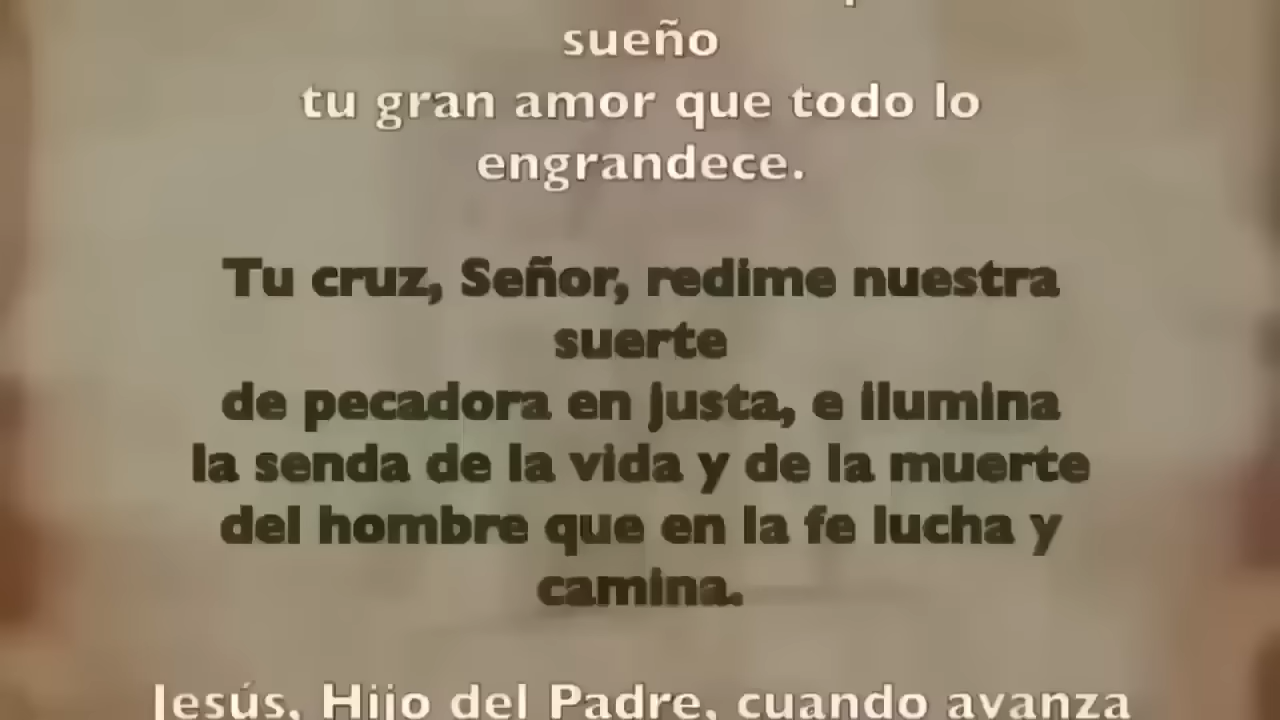 sueño
tu gran amor que todo lo
engrandece.
Tu cruz, Señor, redime nuestra
suerte
de pecadora en justa, e ilumina
la senda de la vida y de la muerte
del hombre que en la fe lucha y
camina.
Jesús, Hijo del Padre, cuando avanza